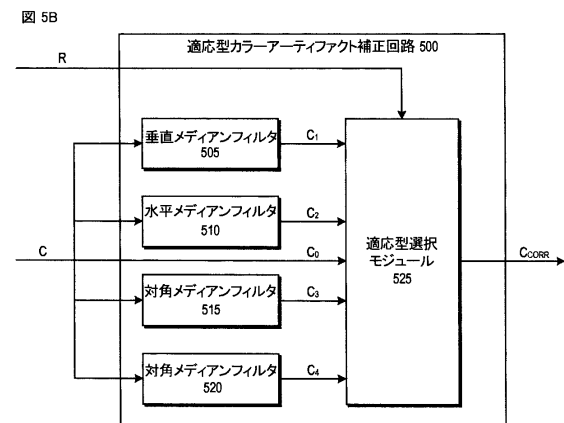 図 5B
適応型カラーアーティファクト補正回路 500
R
垂直メディアンフィルタ
505
C₁
水平メディアンフィルタ
510
C₂
C
C₀
適応型選択
モジュール
525
C_CORR
対角メディアンフィルタ
515
C₃
対角メディアンフィルタ
520
C₄